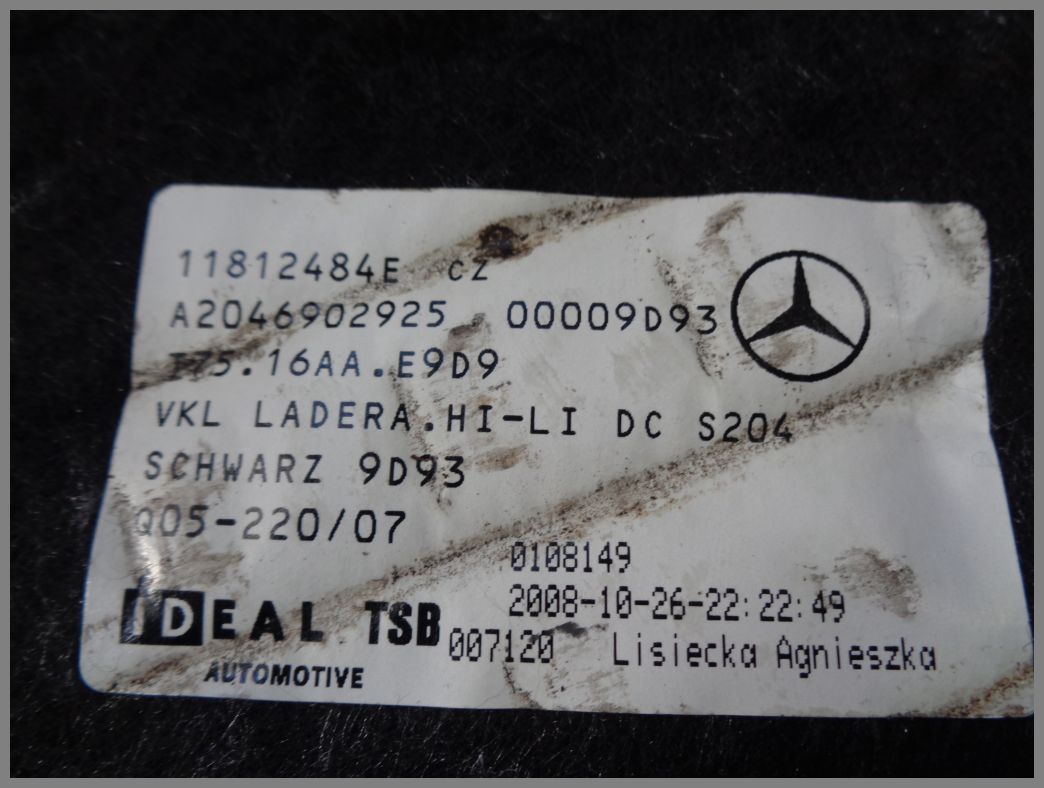 11812484E CZ
A2046902925 00009D93
T75.16AA.E9D9
VKL LADERA.HI-LI DC S204
SCHWARZ 9D93
Q05-220/07
0108149
2008-10-26-22:22:49
IDEAL TSB
007120 Lisiecka Agnieszka
AUTOMOTIVE